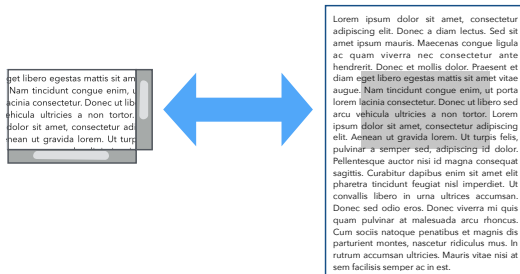 get libero egestas mattis sit am
Nam tincidunt congue enim, u
acinia consectetur. Donec ut lib
ehicula ultricies a non tortor.
dolor sit amet, consectetur adi
nean ut gravida lorem. Ut turp
Lorem ipsum dolor sit amet, consectetur
adipiscing elit. Donec a diam lectus. Sed sit
amet ipsum mauris. Maecenas congue ligula
ac quam viverra nec consectetur ante
hendrerit. Donec et mollis dolor. Praesent et
diam eget libero egestas mattis sit amet vitae
augue. Nam tincidunt congue enim, ut porta
lorem lacinia consectetur. Donec ut libero sed
arcu vehicula ultricies a non tortor. Lorem
ipsum dolor sit amet, consectetur adipiscing
elit. Aenean ut gravida lorem. Ut turpis felis,
pulvinar a semper sed, adipiscing id dolor.
Pellentesque auctor nisi id magna consequat
sagittis. Curabitur dapibus enim sit amet elit
pharetra tincidunt feugiat nisl imperdiet. Ut
convallis libero in urna ultrices accumsan.
Donec sed odio eros. Donec viverra mi quis
quam pulvinar at malesuada arcu rhoncus.
Cum sociis natoque penatibus et magnis dis
parturient montes, nascetur ridiculus mus. In
rutrum accumsan ultricies. Mauris vitae nisi at
sem facilisis semper ac in est.